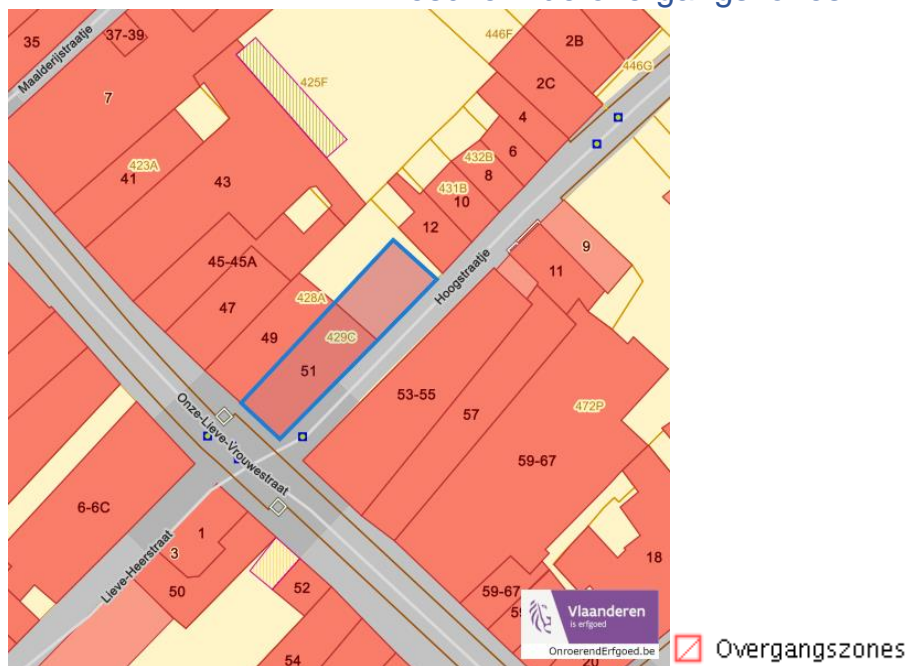 35
37-39
446F
2B
Maalderijstraatje
446G
7
425F
2C
4
6
432B
423A
8
41
43
431B
10
12
9
45-45A
Hoogstraatje
11
47
428A
49
429C
51
53-55
Onze-Lieve-Vrouwestraat
57
472P
59-67
6-6C
1
Lieve-Heerstraat
3
18
50
52
59-67
Vlaanderen
is erfgoed
OnroerendErfgoed.be
54
20
Overgangszones